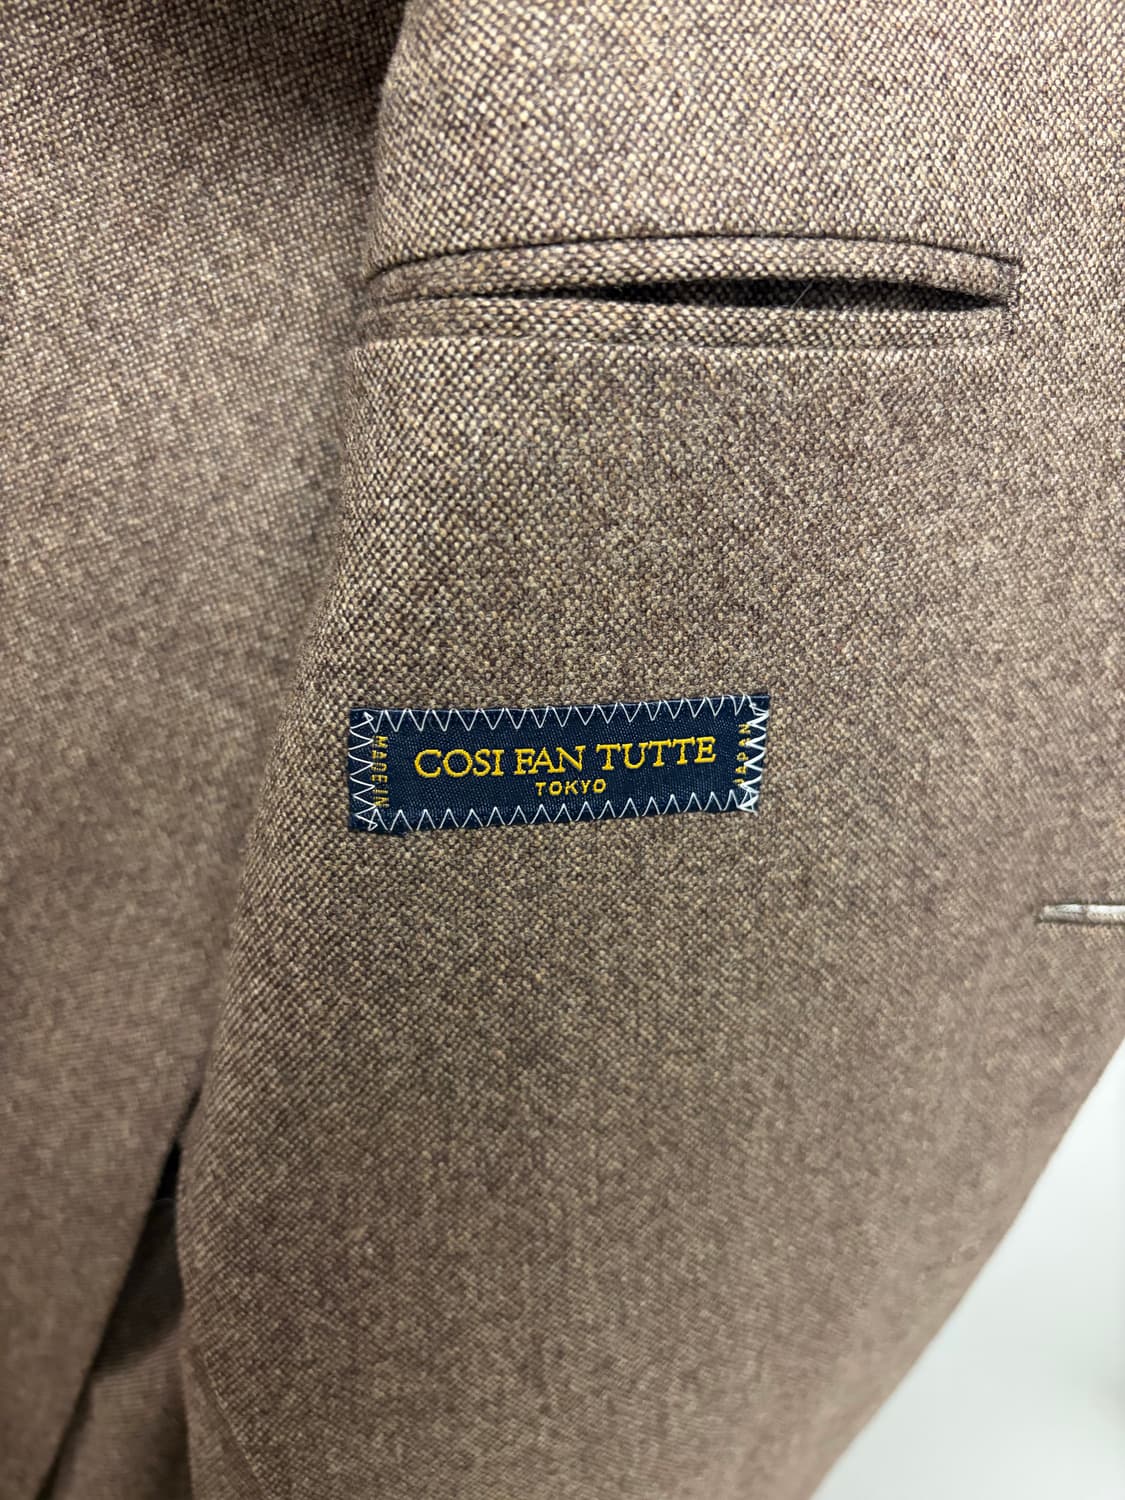 MADE IN
COSI FAN TUTTE
TOKYO
JAPAN